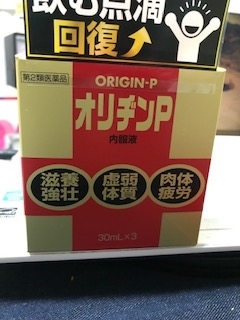 飲む点滴
回復
第2類医薬品
ORIGIN-P
オリヂンP
内服液
滋養
強壮
虚弱
体質
肉体
疲労
30mL×3